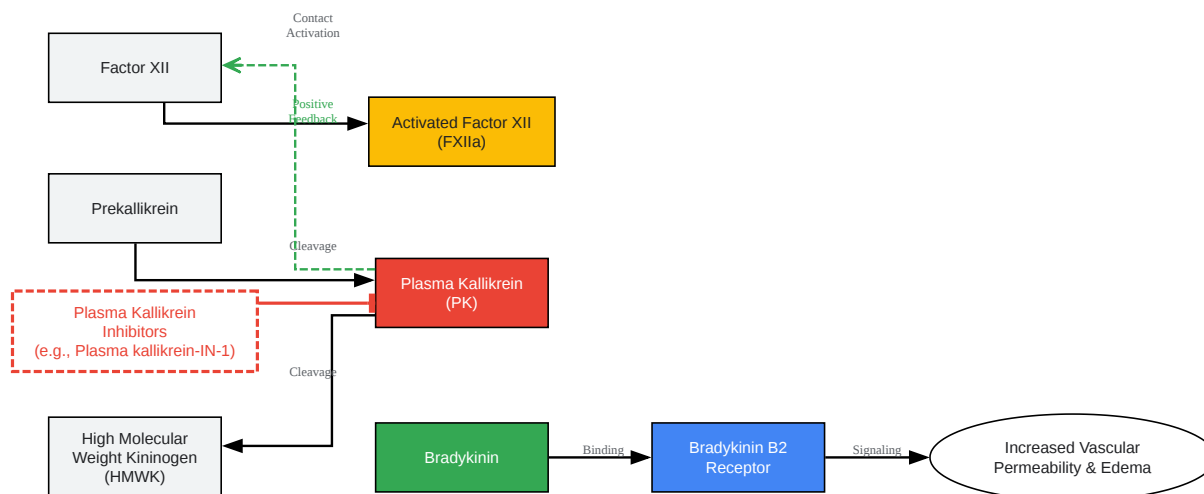 Contact
Activation
Factor XII
Positive
Feedback
Activated Factor XII
(FXIIa)
Prekallikrein
Cleavage
Plasma Kallikrein
(PK)
Plasma Kallikrein
Inhibitors
(e.g., Plasma kallikrein-IN-1)
Cleavage
High Molecular
Weight Kininogen
(HMWK)
Bradykinin
Binding
Bradykinin B2
Receptor
Signaling
Increased Vascular
Permeability & Edema